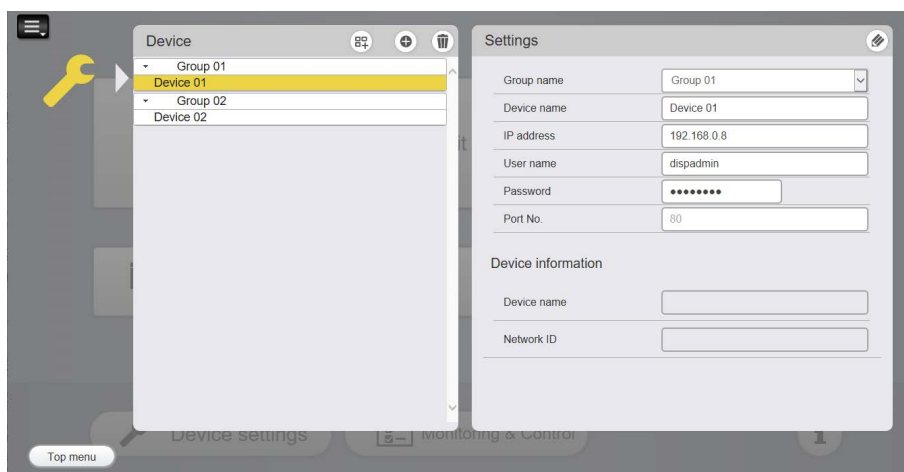 Device
Group 01
Device 01
Group 02
Device 02
Settings
Group name Group 01
Device name Device 01
IP address 192.168.0.8
User name dispadmin
Password ●●●●●●●●
Port No. 80
Device information
Device name
Network ID
it
Device settings
Monitoring & Control
i
Top menu